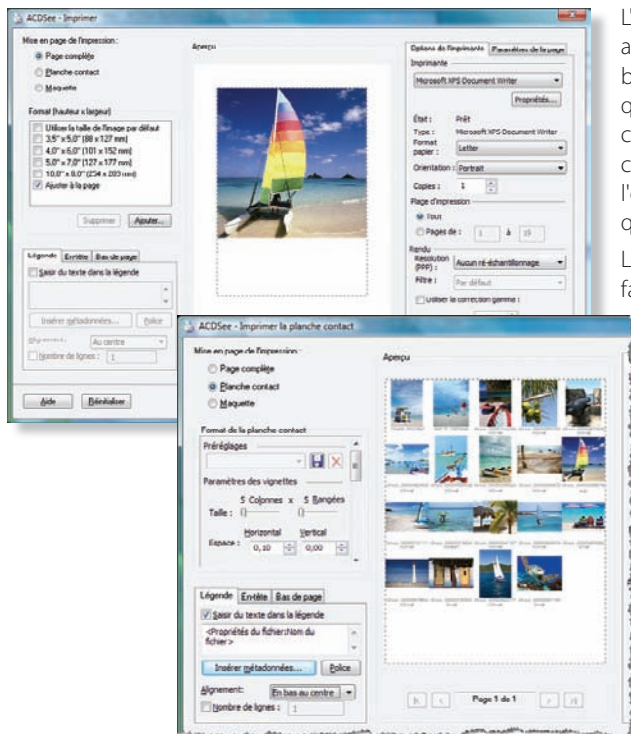 ACDSee - Imprimer
Mise en page de l'impression :
Page complète
Planche contact
Maquette
Format (hauteur x largeur)
Utiliser la taille de l'image par défaut
3,5" x 5,0" (88 x 127 mm)
4,0" x 6,0" (101 x 152 mm)
5,0" x 7,0" (127 x 177 mm)
10,0" x 8,0" (254 x 203 mm)
Ajuster à la page
Supprimer Ajouter...
Légende En-tête Bas de page
Saisir du texte dans la légende
Insérer métadonnées... Police
Alignement: Au centre
Nombre de lignes : 1
Aide Réinitialiser
Aperçu
Options de l'imprimante Paramètres de la page
Imprimante
Microsoft XPS Document Writer
Propriétés...
État : Prêt
Type : Microsoft XPS Document Writer
Format papier : Letter
Orientation : Portrait
Copies : 1
Plage d'impression
Tout
Pages de : 1 à 19
Rendu
Résolution (PPP) : Aucun ré-échantillonnage
Filtre : Par défaut
Utiliser la correction gamma :
ACDSee - Imprimer la planche contact
Mise en page de l'impression :
Page complète
Planche contact
Maquette
Format de la planche contact
Préréglages
Paramètres des vignettes
5 Colonnes x 5 Rangées
Taille :
Horizontal Vertical
Espace : 0,10 0,00
Légende En-tête Bas de page
Saisir du texte dans la légende
<Propriétés du fichier:Nom du
fichier>
Insérer métadonnées... Police
Alignement: En bas au centre
Nombre de lignes : 1
Aperçu
Page 1 de 1